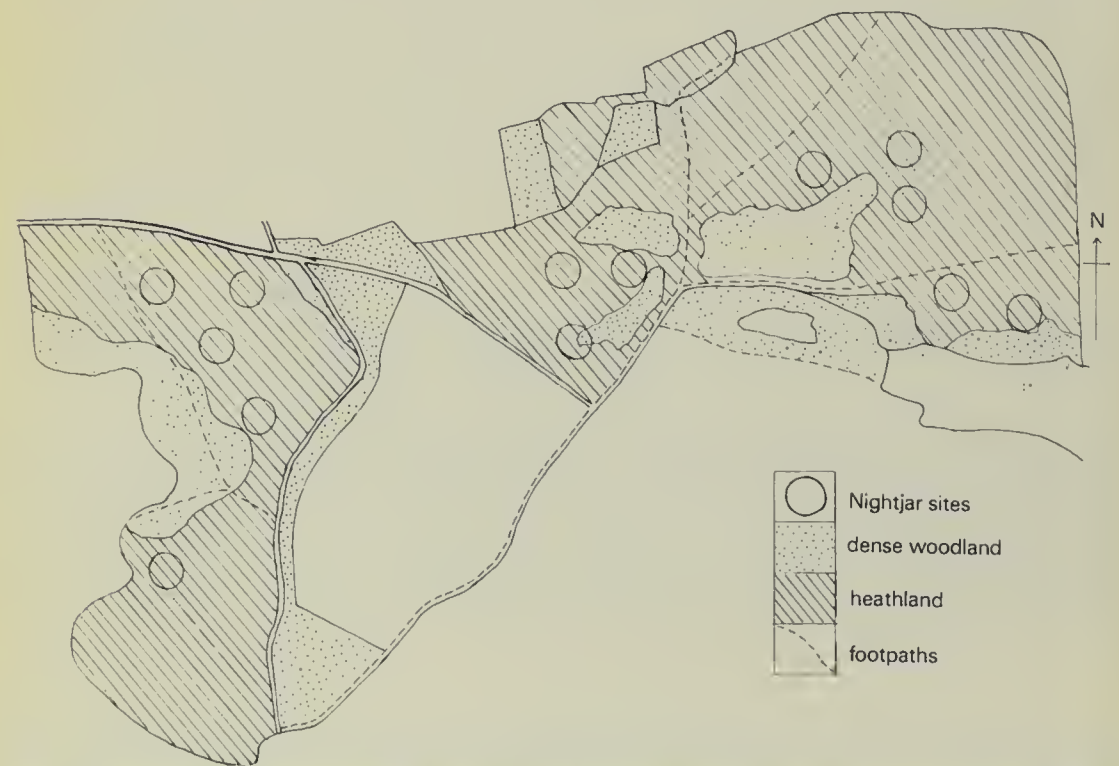 N
Nightjar sites
dense woodland
heathland
footpaths